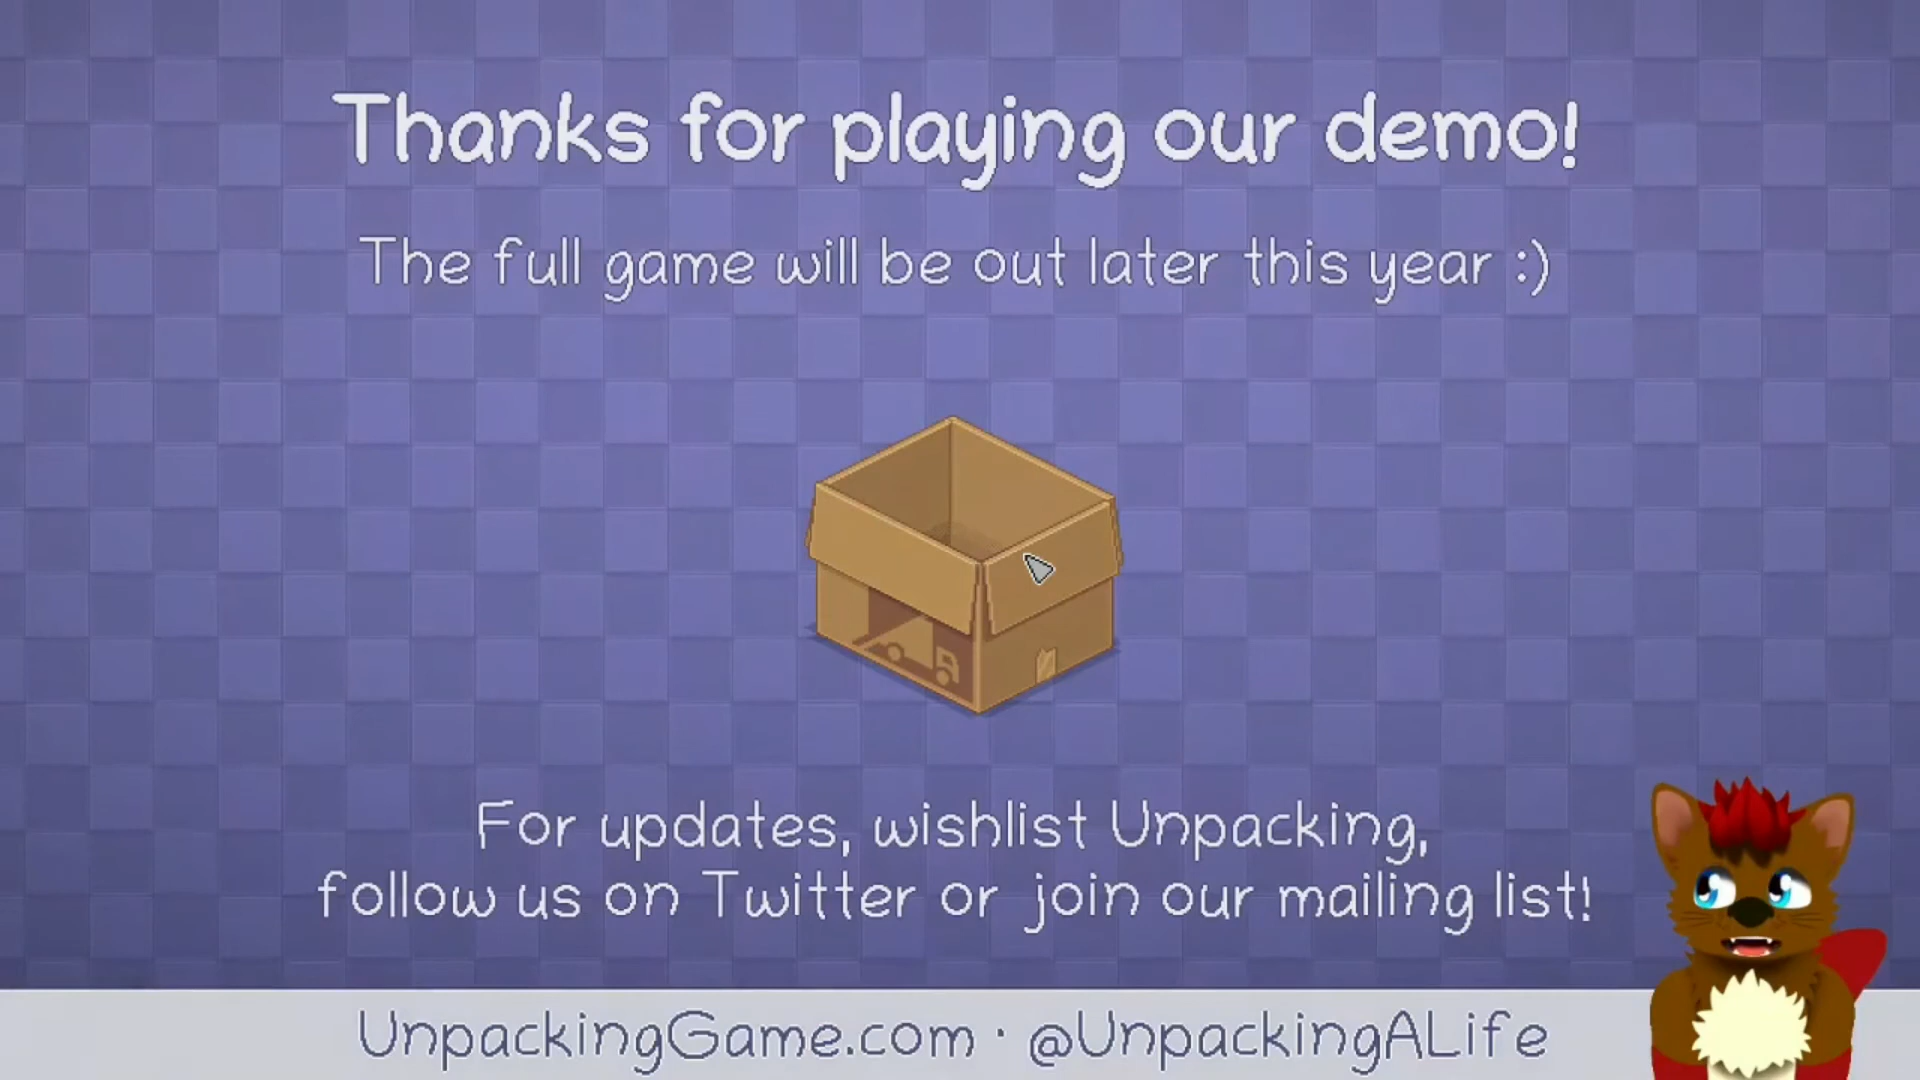 Thanks for playing our demo!
The full game will be out later this year :)
For updates, wishlist Unpacking,
follow us on Twitter or join our mailing list!
UnpackingGame.com · @UnpackingALife